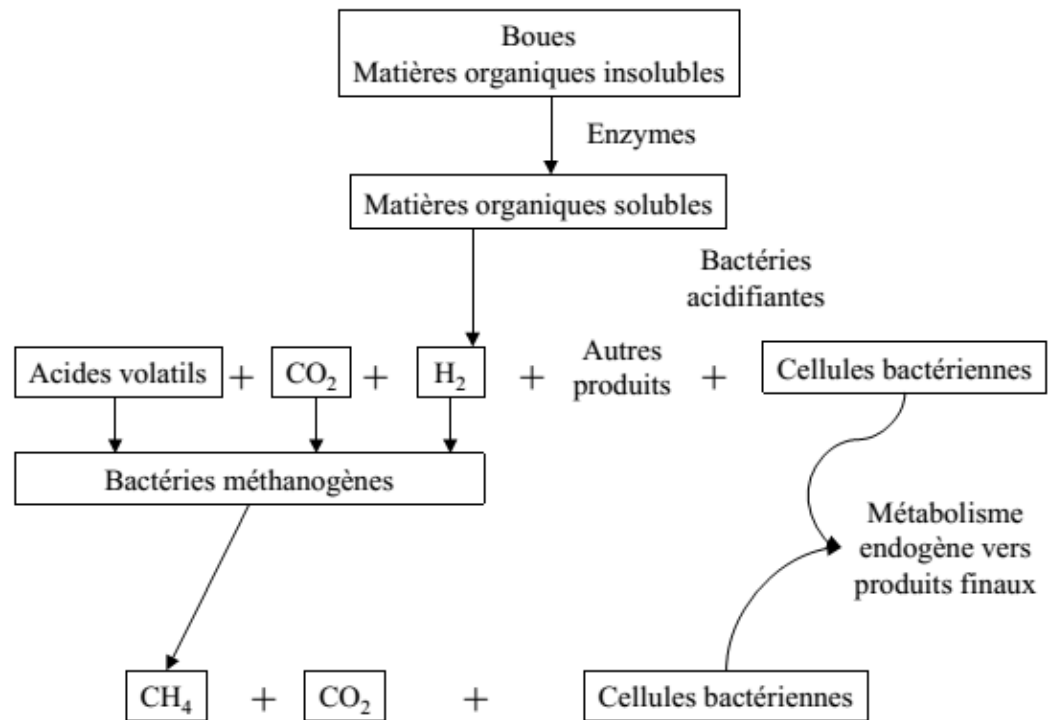 Boues
Matières organiques insolubles
Enzymes
Matières organiques solubles
Bactéries
acidifiantes
Acides volatils + CO₂ + H₂ + Autres produits + Cellules bactériennes
Bactéries méthanogènes
Métabolisme
endogène vers
produits finaux
CH₄ + CO₂ + Cellules bactériennes